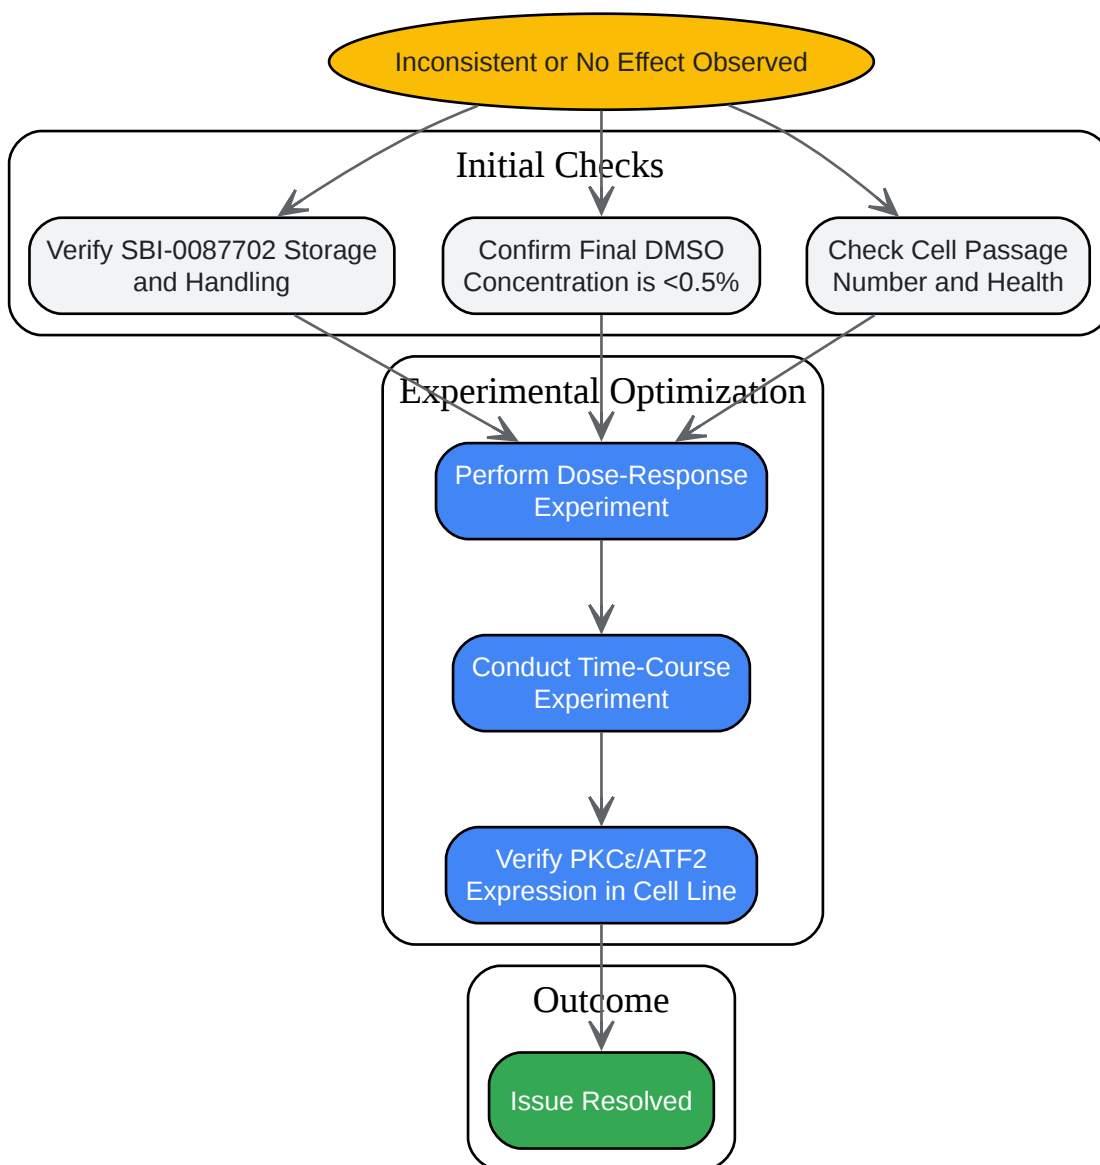 Inconsistent or No Effect Observed
Initial Checks
Verify SBI-0087702 Storage
and Handling
Confirm Final DMSO
Concentration is <0.5%
Check Cell Passage
Number and Health
Experimental Optimization
Perform Dose-Response
Experiment
Conduct Time-Course
Experiment
Verify PKCε/ATF2
Expression in Cell Line
Outcome
Issue Resolved